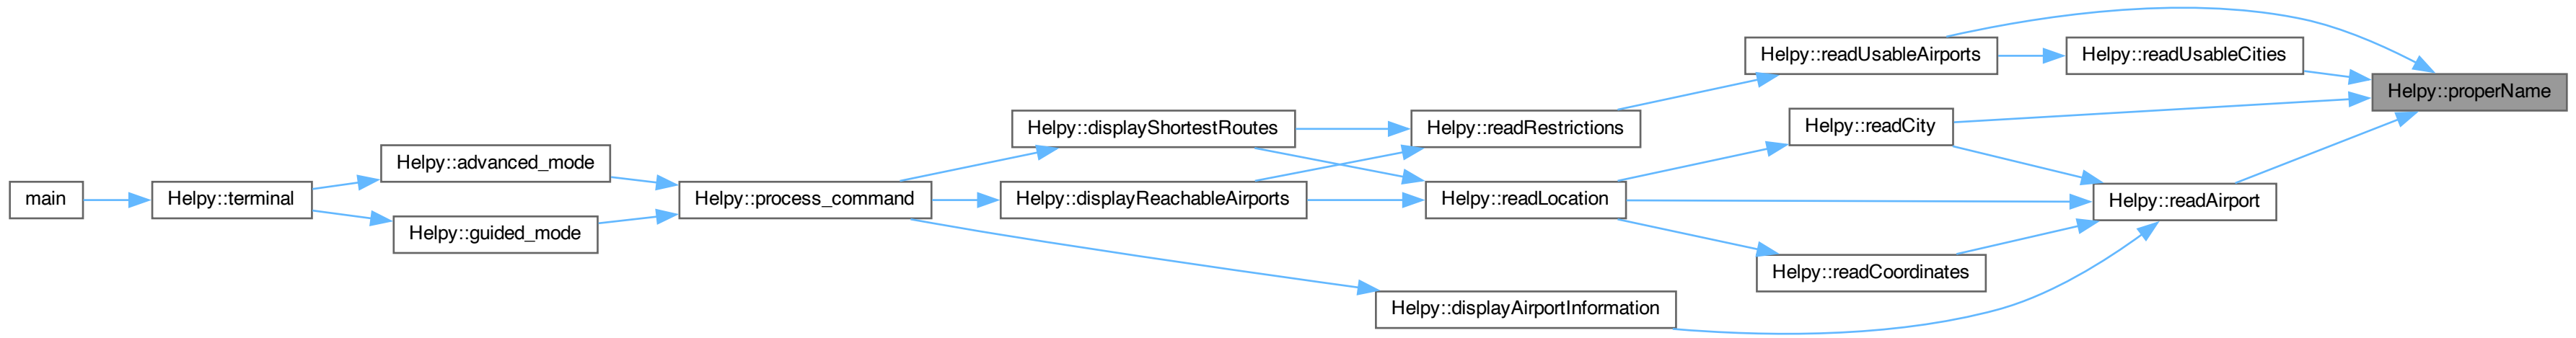 main
Helpy::terminal
Helpy::advanced_mode
Helpy::guided_mode
Helpy::process_command
Helpy::displayShortestRoutes
Helpy::displayReachableAirports
Helpy::displayAirportInformation
Helpy::readRestrictions
Helpy::readLocation
Helpy::readUsableAirports
Helpy::readCity
Helpy::readCoordinates
Helpy::readUsableCities
Helpy::readAirport
Helpy::properName